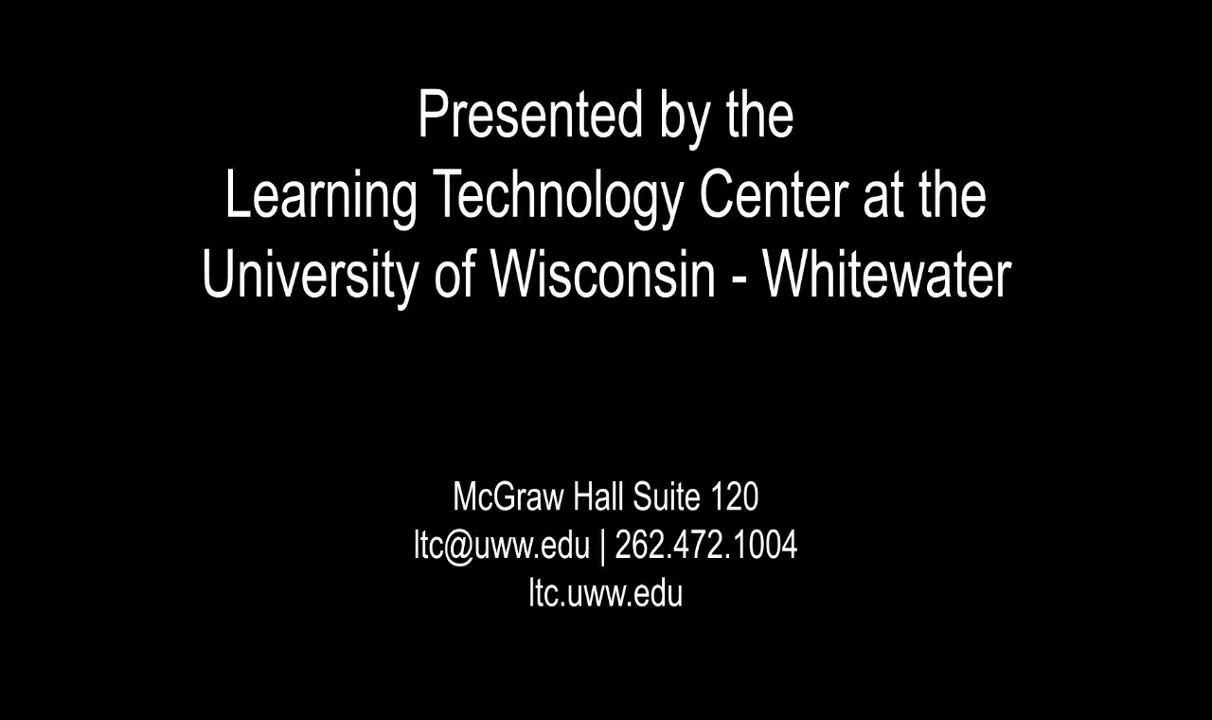 Presented by the
Learning Technology Center at the
University of Wisconsin - Whitewater
McGraw Hall Suite 120
ltc@uww.edu | 262.472.1004
ltc.uww.edu